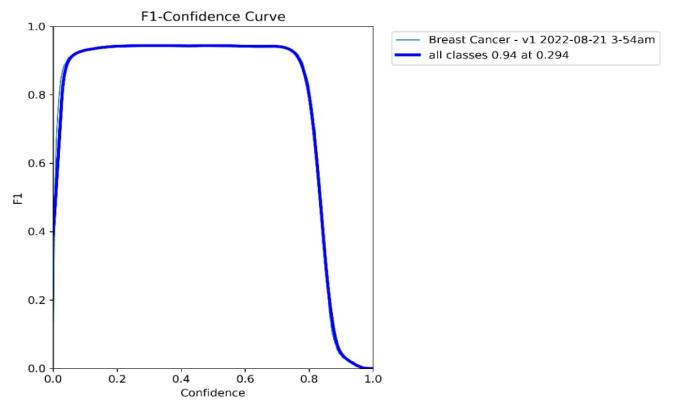 F1-Confidence Curve
Breast Cancer - v1 2022-08-21 3-54am
all classes 0.94 at 0.294
1.0
0.8
0.6
0.4
0.2
0.0
F1
0.0 0.2 0.4 0.6 0.8 1.0
Confidence